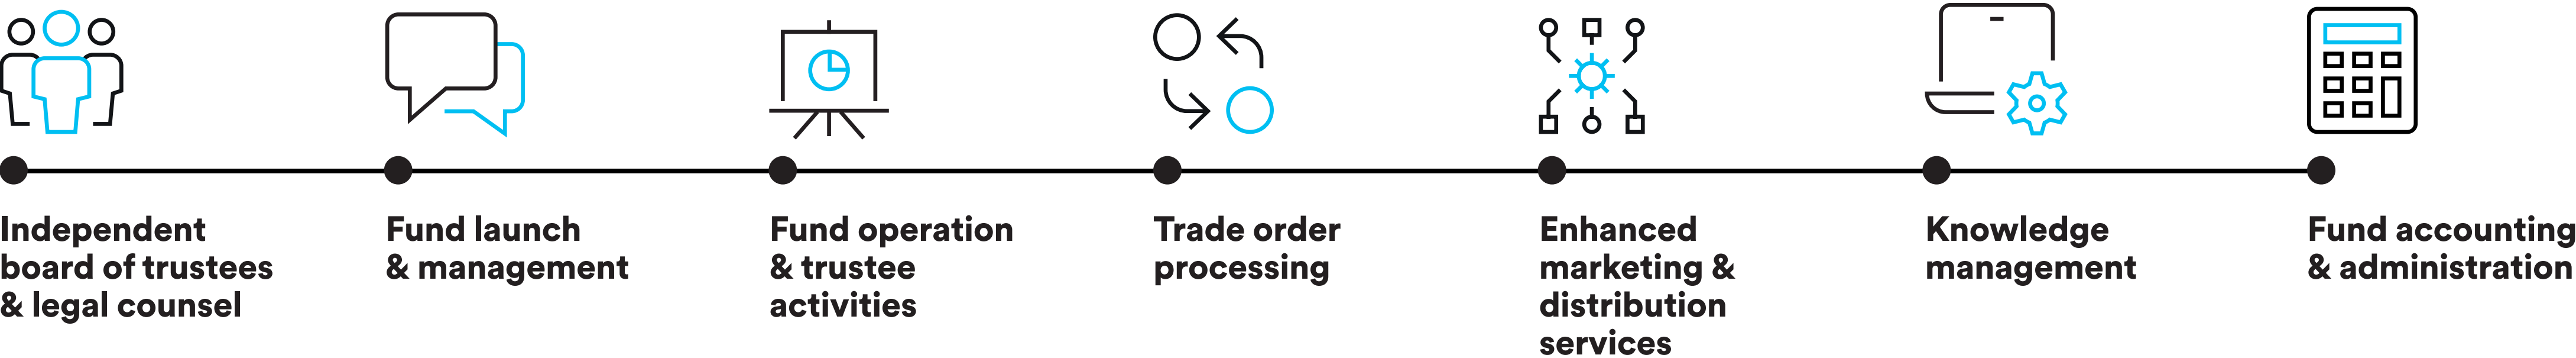 Independent
board of trustees
& legal counsel
Fund launch
& management
Fund operation
& trustee
activities
Trade order
processing
Enhanced
marketing &
distribution
services
Knowledge
management
Fund accounting
& administration